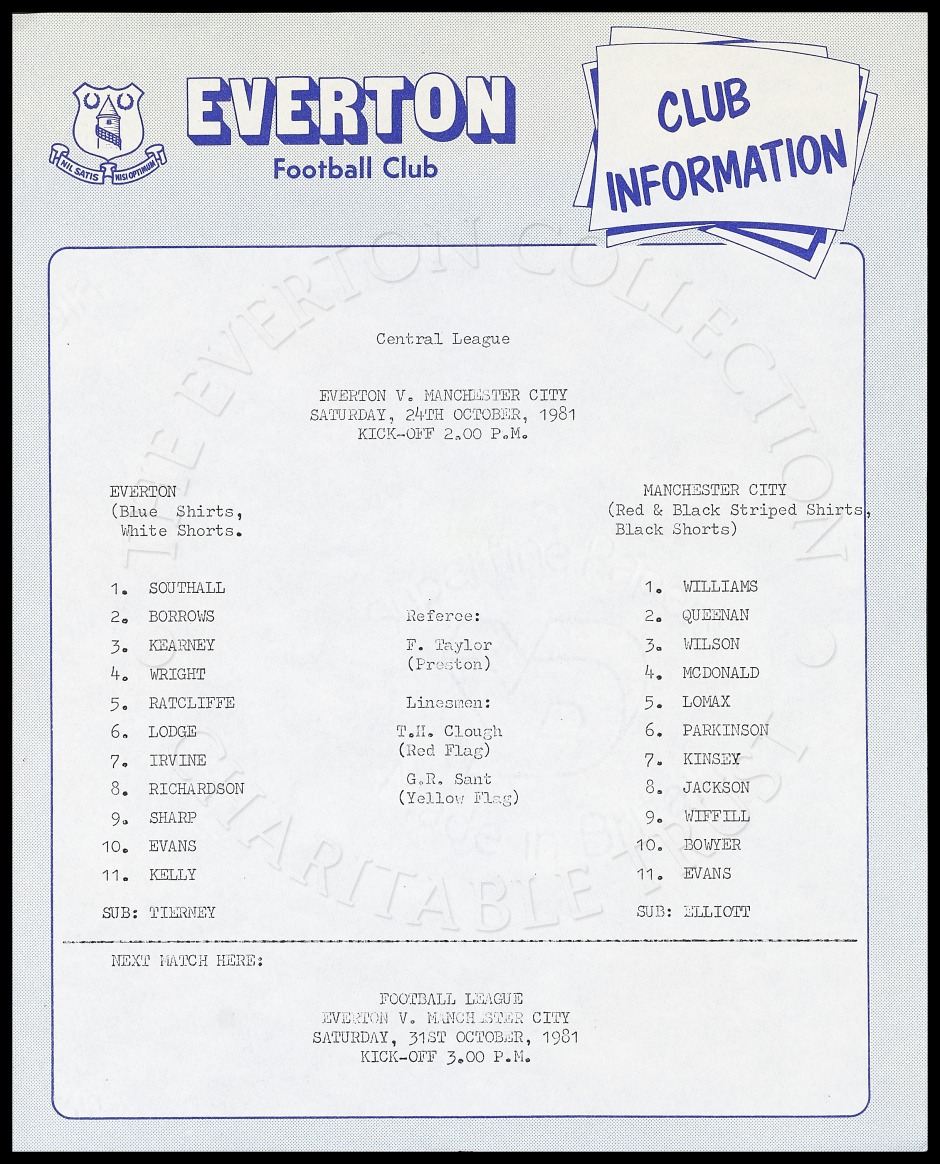 EVERTON
Football Club
NIL SATIS NISI OPTIMUM
CLUB
INFORMATION
THE EVERTON COLLECTION
CHARITABLE TRUST
Central League
EVERTON V. MANCHESTER CITY
SATURDAY, 24TH OCTOBER, 1981
KICK-OFF 2.00 P.M.
EVERTON
(Blue Shirts,
White Shorts.
MANCHESTER CITY
(Red & Black Striped Shirts,
Black Shorts)
1. SOUTHALL
2. BORROWS
3. KEARNEY
4. WRIGHT
5. RATCLIFFE
6. LODGE
7. IRVINE
8. RICHARDSON
9. SHARP
10. EVANS
11. KELLY
SUB: TIERNEY
Referee:
F. Taylor
(Preston)
Linesmen:
T.H. Clough
(Red Flag)
G.R. Sant
(Yellow Flag)
1. WILLIAMS
2. QUEENAN
3. WILSON
4. MCDONALD
5. LOMAX
6. PARKINSON
7. KINSEY
8. JACKSON
9. WIFFILL
10. BOWYER
11. EVANS
SUB: ELLIOTT
NEXT MATCH HERE:
FOOTBALL LEAGUE
EVERTON V. MANCHESTER CITY
SATURDAY, 31ST OCTOBER, 1981
KICK-OFF 3.00 P.M.